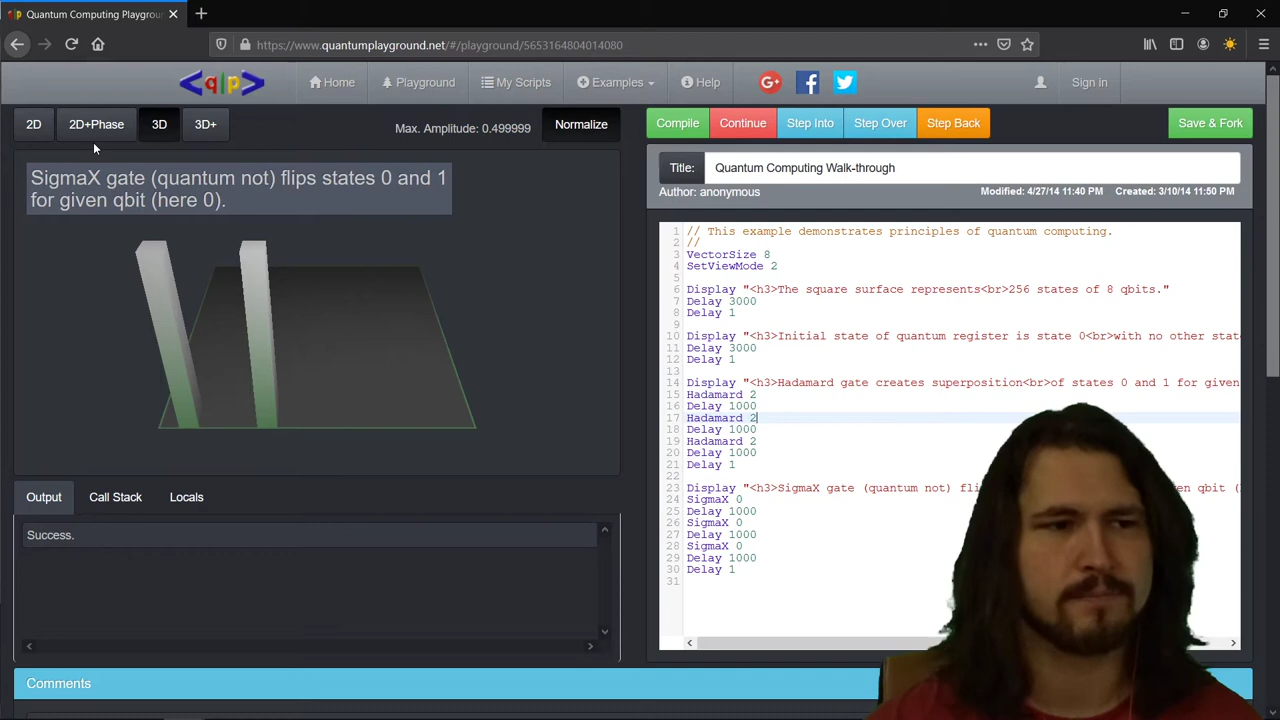 Quantum Computing Playgroun
https://www.quantumplayground.net/#/playground/5653164804014080
<q|p>
Home
Playground
My Scripts
Examples
Help
G+
Sign in
2D
2D+Phase
3D
3D+
Max. Amplitude: 0.499999
Normalize
SigmaX gate (quantum not) flips states 0 and 1
for given qbit (here 0).
Output
Call Stack
Locals
Success.
Comments
Compile
Continue
Step Into
Step Over
Step Back
Save & Fork
Title:
Quantum Computing Walk-through
Author: anonymous
Modified: 4/27/14 11:40 PM
Created: 3/10/14 11:50 PM
1 // This example demonstrates principles of quantum computing.
2 //
3 VectorSize 8
4 SetViewMode 2
5
6 Display "<h3>The square surface represents<br>256 states of 8 qbits."
7 Delay 3000
8 Delay 1
9
10 Display "<h3>Initial state of quantum register is state 0<br>with no other stat
11 Delay 3000
12 Delay 1
13
14 Display "<h3>Hadamard gate creates superposition<br>of states 0 and 1 for given
15 Hadamard 2
16 Delay 1000
17 Hadamard 2
18 Delay 1000
19 Hadamard 2
20 Delay 1000
21 Delay 1
22
23 Display "<h3>SigmaX gate (quantum not) fli en qbit (
24 SigmaX 0
25 Delay 1000
26 SigmaX 0
27 Delay 1000
28 SigmaX 0
29 Delay 1000
30 Delay 1
31